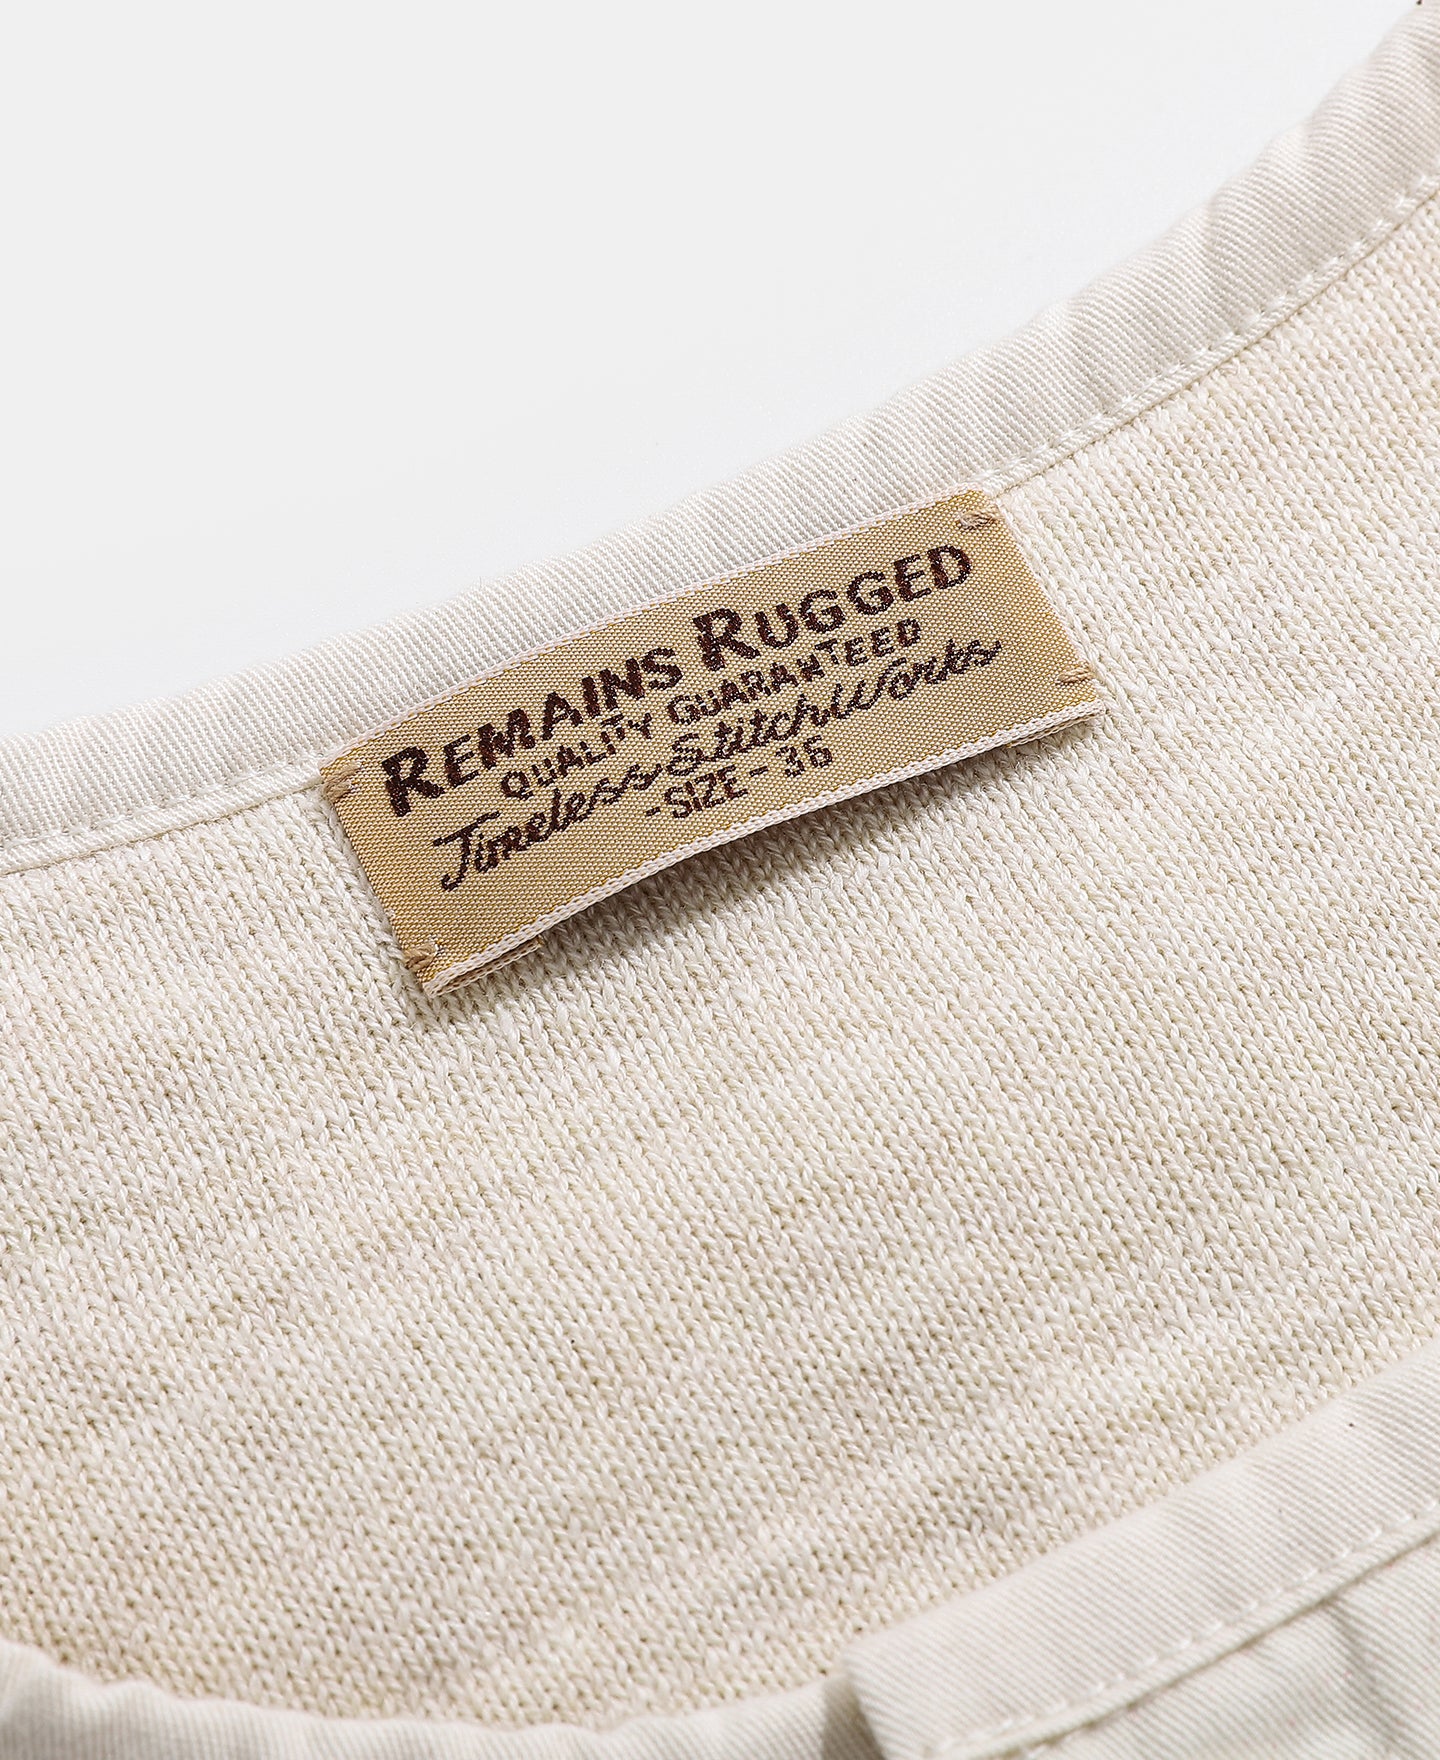 REMAINS RUGGED
QUALITY GUARANTEED
Timeless StitchWorks
-SIZE-36